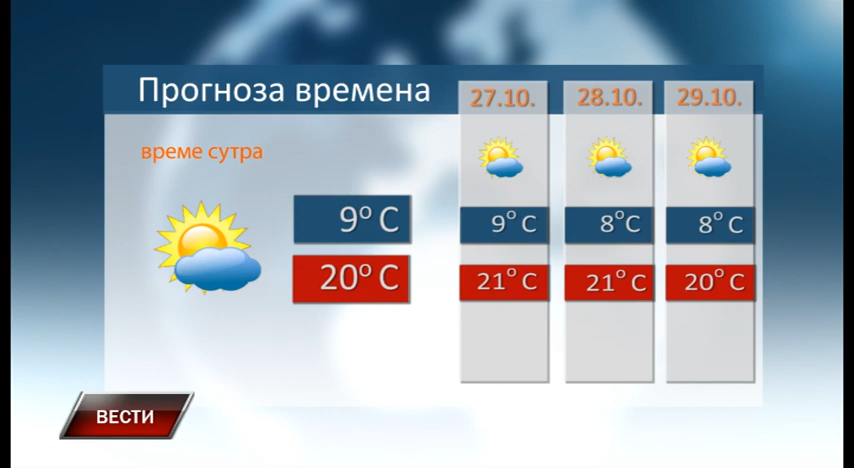 Прогноза времена
време сутра
9° C
20° C
27.10.
9° C
21° C
28.10.
8°C
21° C
29.10.
8° C
20° C
ВЕСТИ